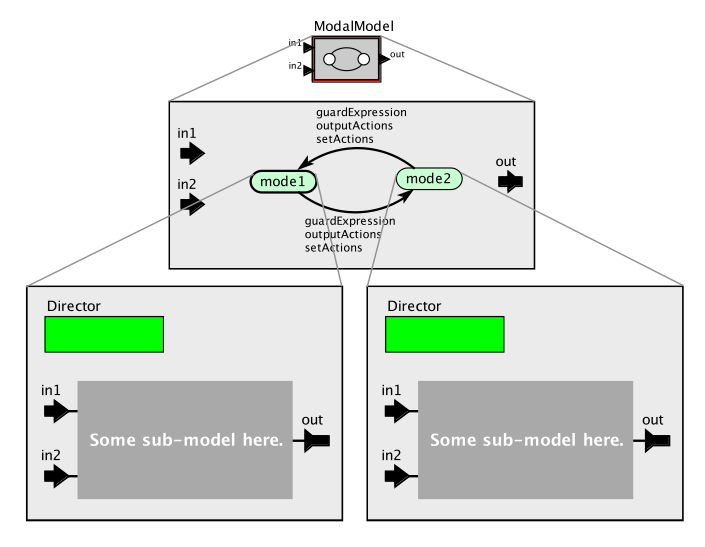 ModalModel
in1
in2
out
guardExpression
outputActions
setActions
in1
in2
out
mode1
mode2
guardExpression
outputActions
setActions
Director
in1
in2
out
Some sub-model here.
Director
in1
in2
out
Some sub-model here.